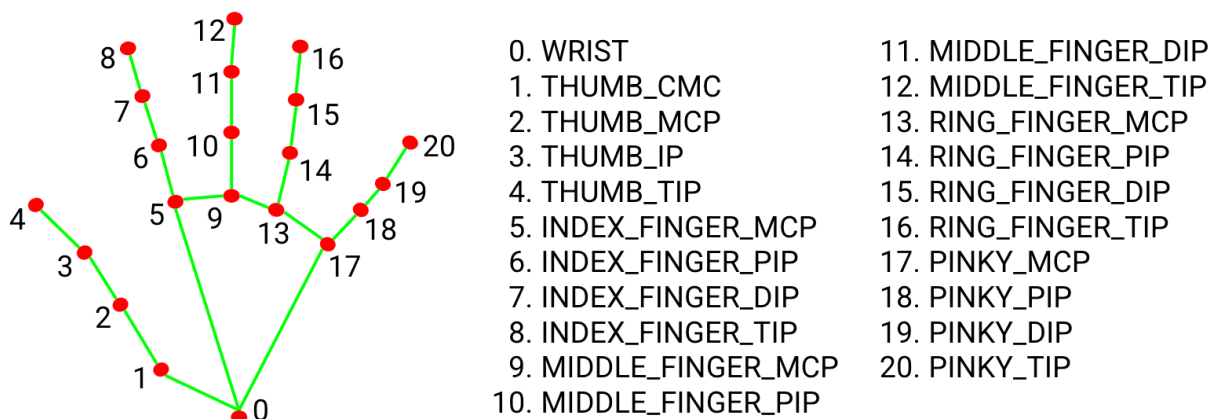 12
8
16
11
7
15
10
6
20
14
19
4
5
9
18
13
3
17
2
1
0
0. WRIST
1. THUMB_CMC
2. THUMB_MCP
3. THUMB_IP
4. THUMB_TIP
5. INDEX_FINGER_MCP
6. INDEX_FINGER_PIP
7. INDEX_FINGER_DIP
8. INDEX_FINGER_TIP
9. MIDDLE_FINGER_MCP
10. MIDDLE_FINGER_PIP
11. MIDDLE_FINGER_DIP
12. MIDDLE_FINGER_TIP
13. RING_FINGER_MCP
14. RING_FINGER_PIP
15. RING_FINGER_DIP
16. RING_FINGER_TIP
17. PINKY_MCP
18. PINKY_PIP
19. PINKY_DIP
20. PINKY_TIP